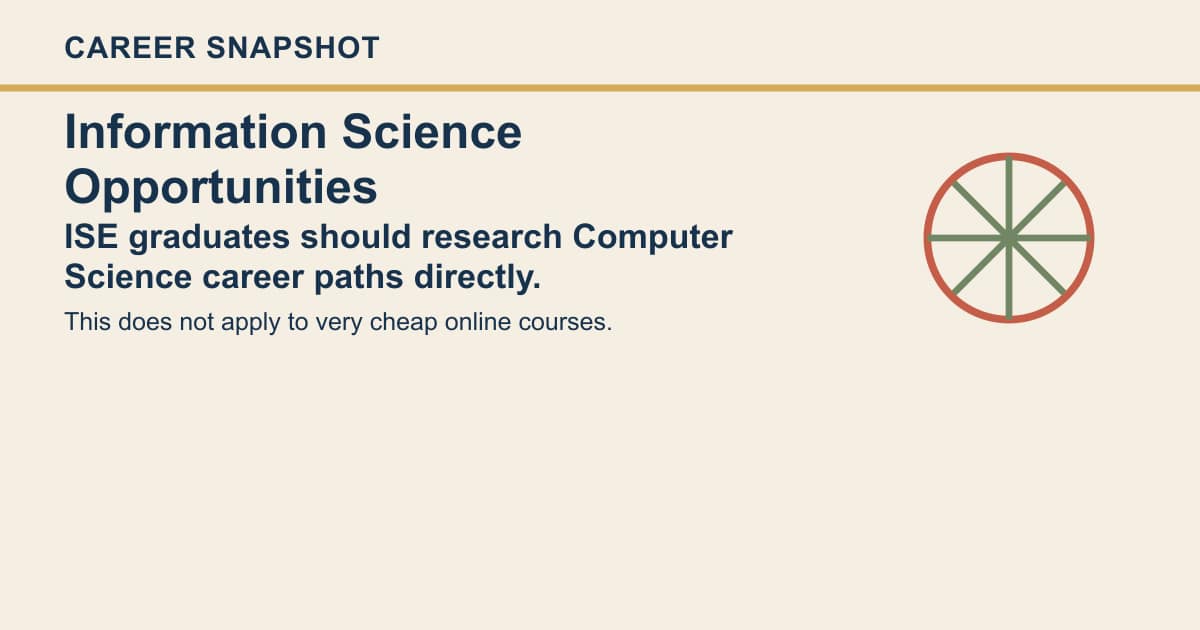 CAREER SNAPSHOT
Information Science
Opportunities
ISE graduates should research Computer
Science career paths directly.
This does not apply to very cheap online courses.